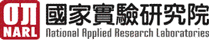 NARL
國家實驗研究院
National Applied Research Laboratories